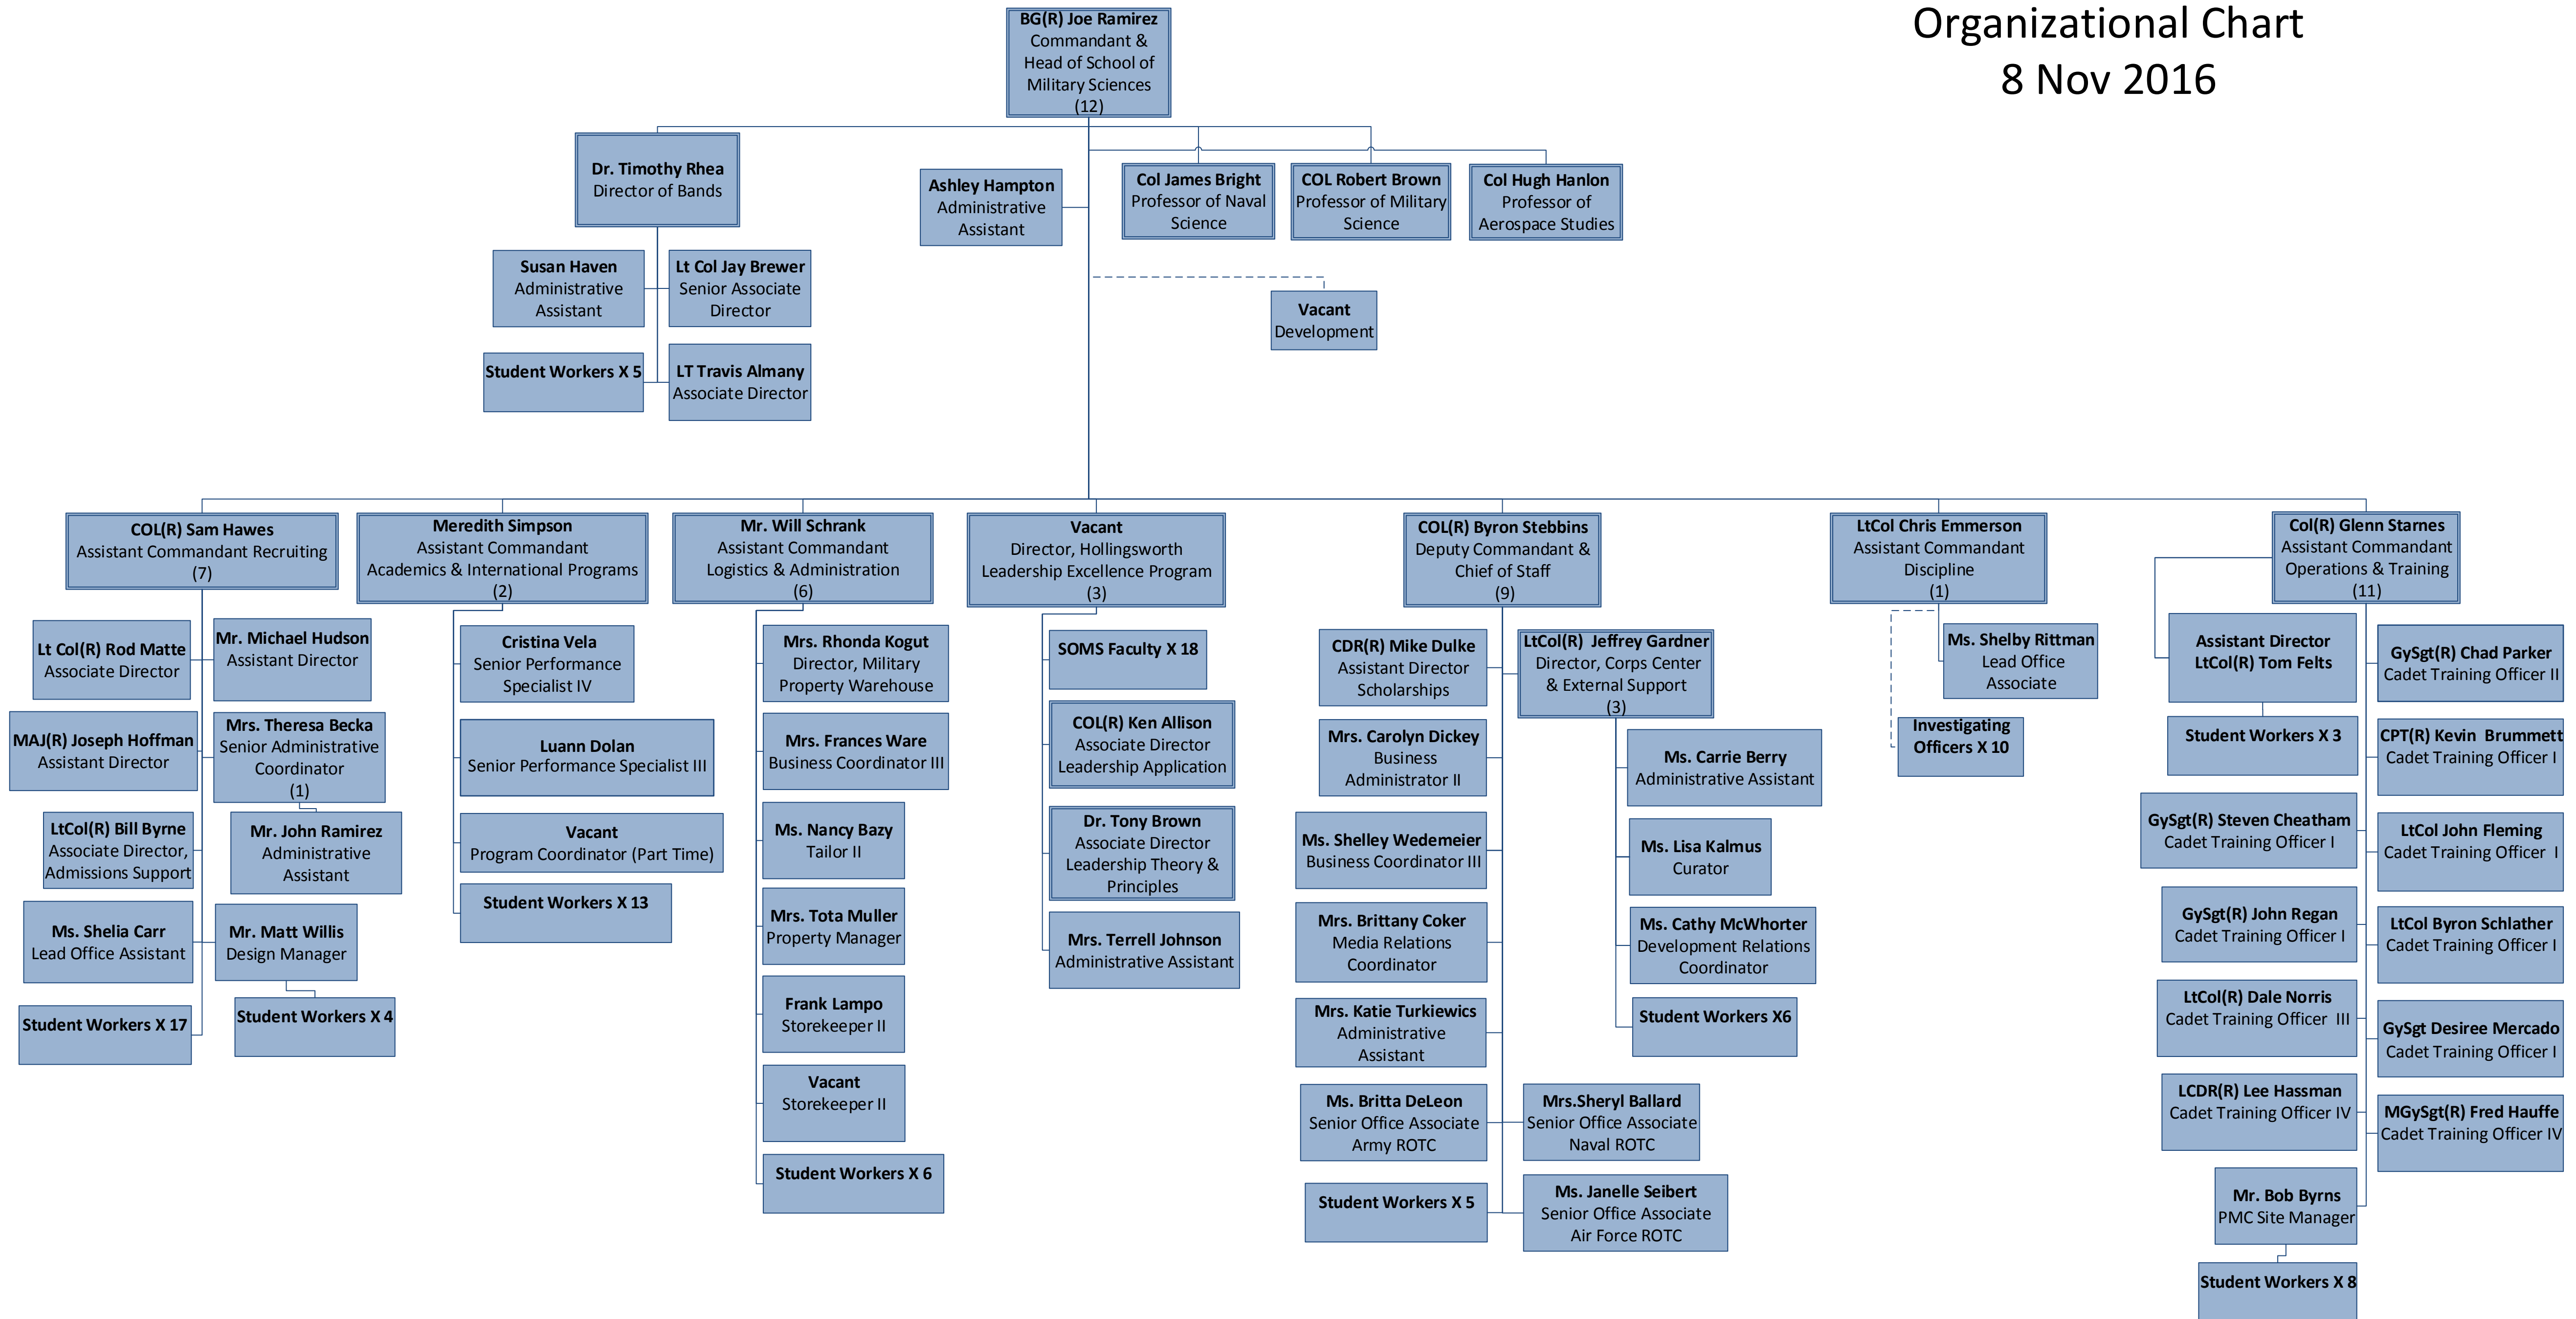 Organizational Chart
8 Nov 2016
BG(R) Joe Ramirez
Commandant &
Head of School of
Military Sciences
(12)
Dr. Timothy Rhea
Director of Bands
Ashley Hampton
Administrative
Assistant
Col James Bright
Professor of Naval
Science
COL Robert Brown
Professor of Military
Science
Col Hugh Hanlon
Professor of
Aerospace Studies
Susan Haven
Administrative
Assistant
Lt Col Jay Brewer
Senior Associate
Director
Vacant
Development
Student Workers X 5
LT Travis Almany
Associate Director
COL(R) Sam Hawes
Assistant Commandant Recruiting
(7)
Lt Col(R) Rod Matte
Associate Director
Mr. Michael Hudson
Assistant Director
MAJ(R) Joseph Hoffman
Assistant Director
Mrs. Theresa Becka
Senior Administrative
Coordinator
(1)
LtCol(R) Bill Byrne
Associate Director,
Admissions Support
Mr. John Ramirez
Administrative
Assistant
Ms. Shelia Carr
Lead Office Assistant
Mr. Matt Willis
Design Manager
Student Workers X 17
Student Workers X 4
Meredith Simpson
Assistant Commandant
Academics & International Programs
(2)
Cristina Vela
Senior Performance
Specialist IV
Luann Dolan
Senior Performance Specialist III
Vacant
Program Coordinator (Part Time)
Student Workers X 13
Mr. Will Schrank
Assistant Commandant
Logistics & Administration
(6)
Mrs. Rhonda Kogut
Director, Military
Property Warehouse
Mrs. Frances Ware
Business Coordinator III
Ms. Nancy Bazy
Tailor II
Mrs. Tota Muller
Property Manager
Frank Lampo
Storekeeper II
Vacant
Storekeeper II
Student Workers X 6
Vacant
Director, Hollingsworth
Leadership Excellence Program
(3)
SOMS Faculty X 18
COL(R) Ken Allison
Associate Director
Leadership Application
Dr. Tony Brown
Associate Director
Leadership Theory &
Principles
Mrs. Terrell Johnson
Administrative Assistant
COL(R) Byron Stebbins
Deputy Commandant &
Chief of Staff
(9)
CDR(R) Mike Dulke
Assistant Director
Scholarships
LtCol(R)  Jeffrey Gardner
Director, Corps Center
& External Support
(3)
Mrs. Carolyn Dickey
Business
Administrator II
Ms. Carrie Berry
Administrative Assistant
Ms. Shelley Wedemeier
Business Coordinator III
Ms. Lisa Kalmus
Curator
Mrs. Brittany Coker
Media Relations
Coordinator
Ms. Cathy McWhorter
Development Relations
Coordinator
Mrs. Katie Turkiewics
Administrative
Assistant
Student Workers X6
Ms. Britta DeLeon
Senior Office Associate
Army ROTC
Mrs.Sheryl Ballard
Senior Office Associate
Naval ROTC
Student Workers X 5
Ms. Janelle Seibert
Senior Office Associate
Air Force ROTC
LtCol Chris Emmerson
Assistant Commandant
Discipline
(1)
Ms. Shelby Rittman
Lead Office
Associate
Investigating
Officers X 10
Col(R) Glenn Starnes
Assistant Commandant
Operations & Training
(11)
Assistant Director
LtCol(R) Tom Felts
GySgt(R) Chad Parker
Cadet Training Officer II
Student Workers X 3
CPT(R) Kevin  Brummett
Cadet Training Officer I
GySgt(R) Steven Cheatham
Cadet Training Officer I
LtCol John Fleming
Cadet Training Officer  I
GySgt(R) John Regan
Cadet Training Officer I
LtCol Byron Schlather
Cadet Training Officer I
LtCol(R) Dale Norris
Cadet Training Officer  III
GySgt Desiree Mercado
Cadet Training Officer I
LCDR(R) Lee Hassman
Cadet Training Officer IV
MGySgt(R) Fred Hauffe
Cadet Training Officer IV
Mr. Bob Byrns
PMC Site Manager
Student Workers X 8